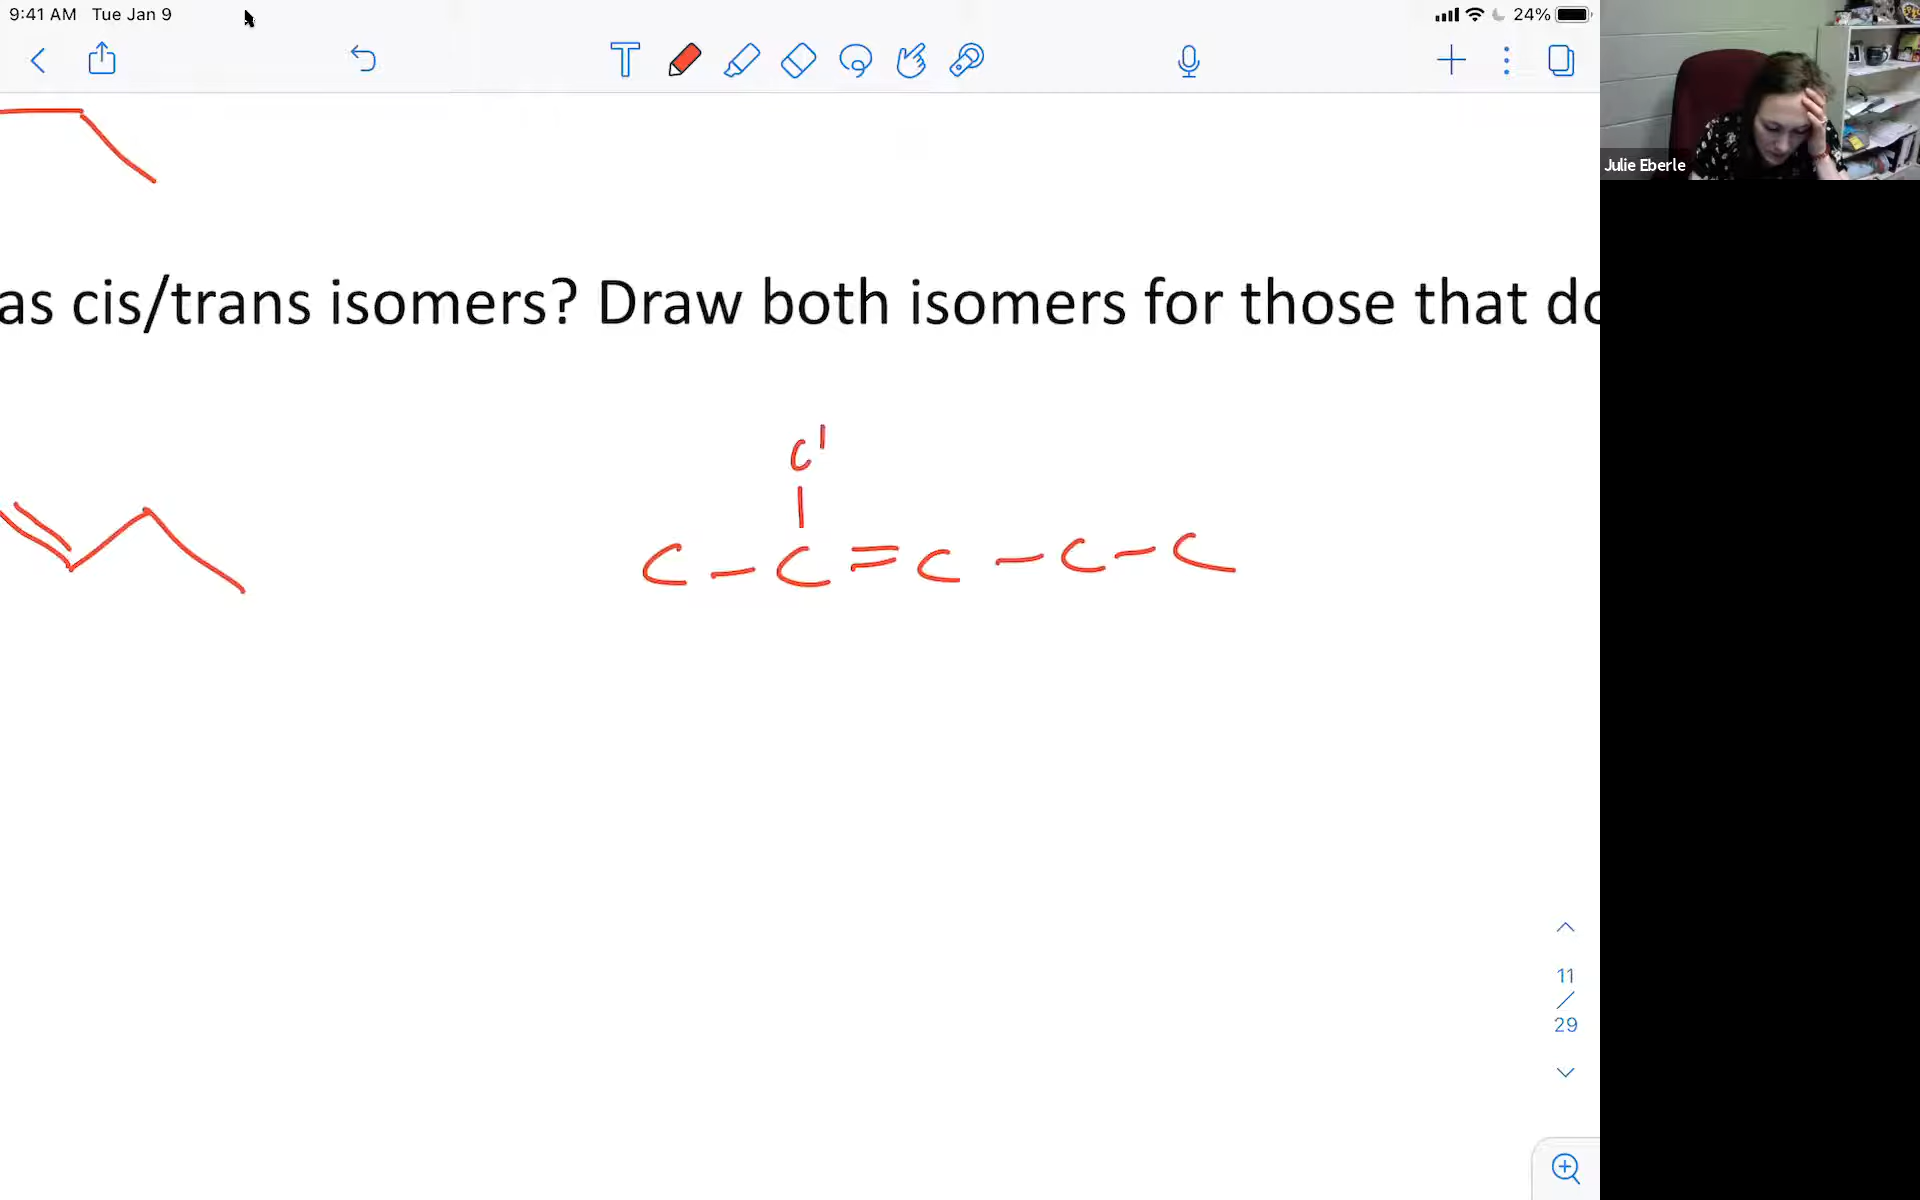 9:41 AM Tue Jan 9
24%
Julie Eberle
as cis/trans isomers? Draw both isomers for those that do
Cl
|
C - C = C - C - C
11
/
29